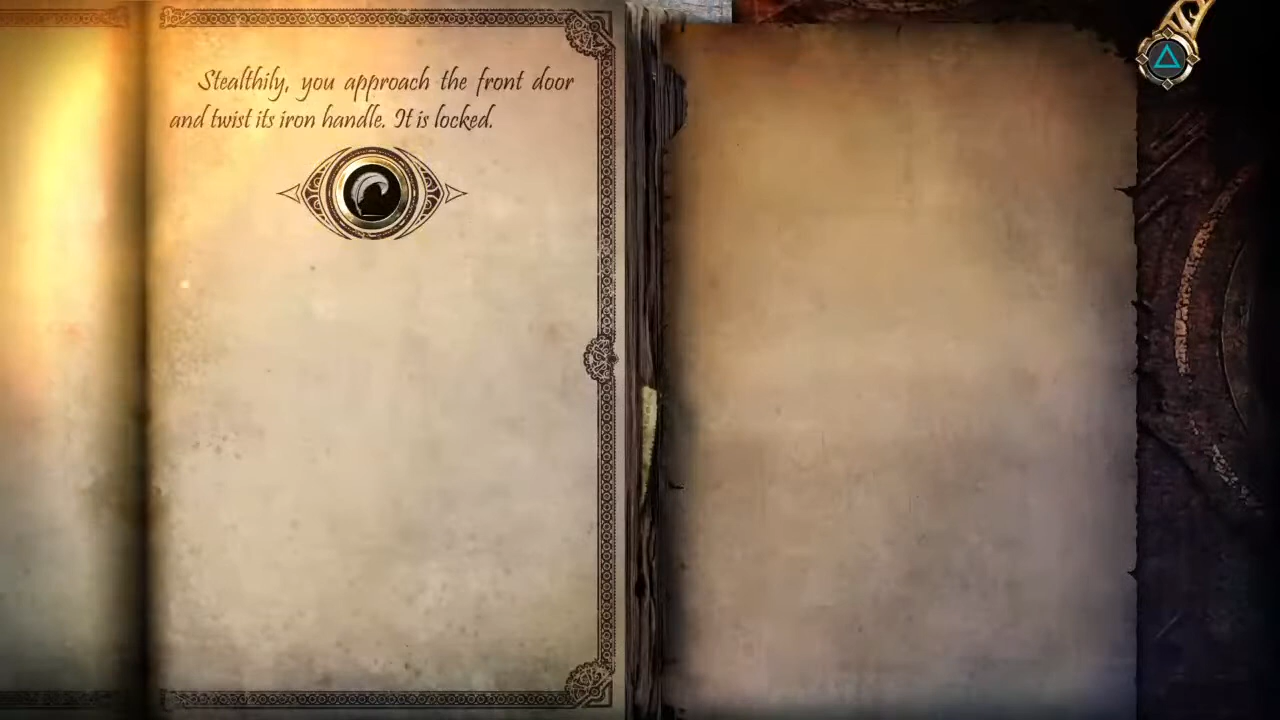 Stealthily, you approach the front door
and twist its iron handle. It is locked.